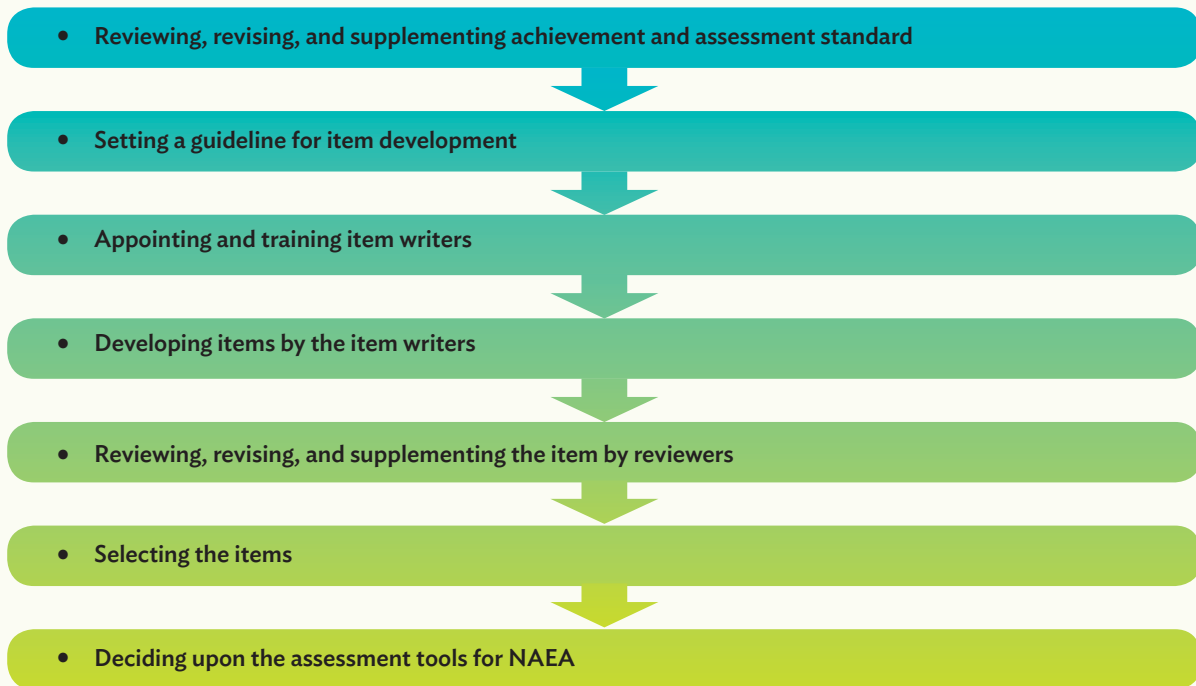 • Reviewing, revising, and supplementing achievement and assessment standard
• Setting a guideline for item development
• Appointing and training item writers
• Developing items by the item writers
• Reviewing, revising, and supplementing the item by reviewers
• Selecting the items
• Deciding upon the assessment tools for NAEA